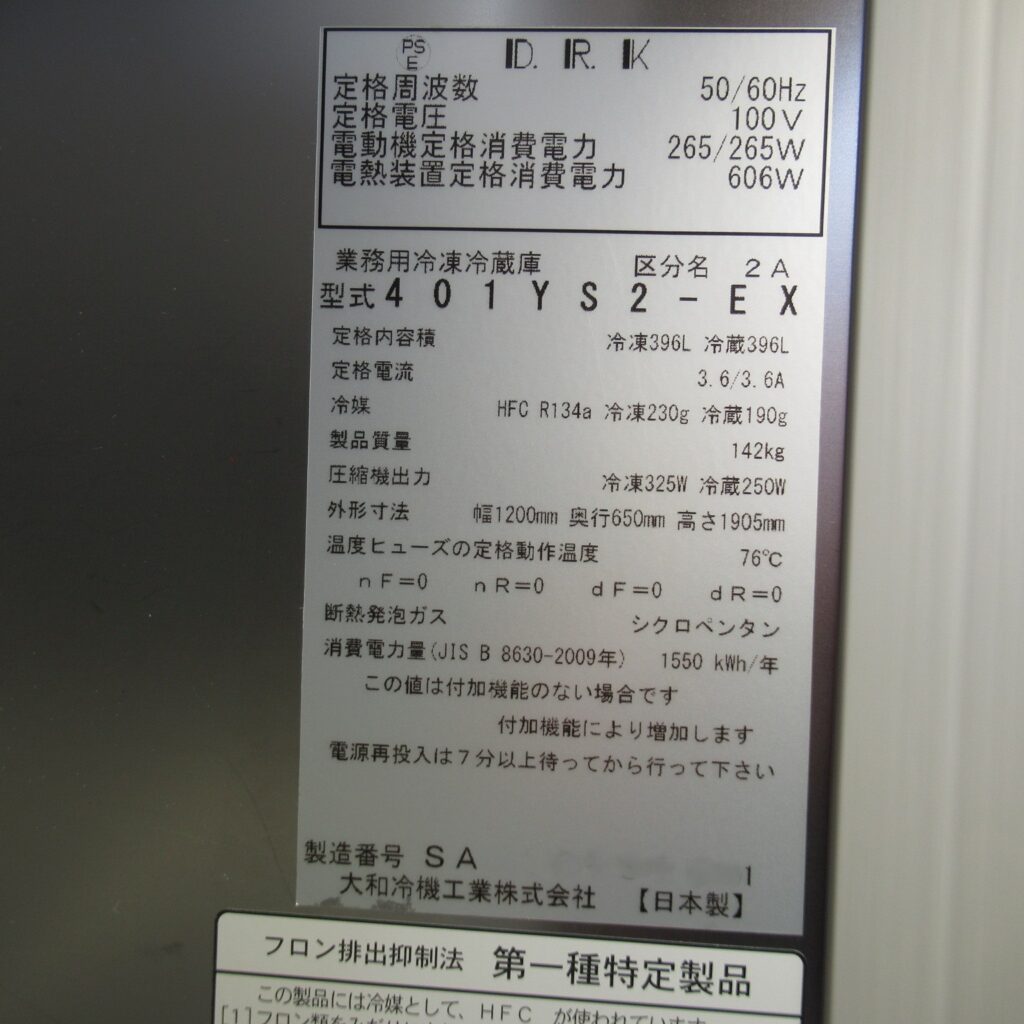 PS E D. R. K
定格周波数 50/60Hz
定格電圧 100V
電動機定格消費電力 265/265W
電熱装置定格消費電力 606W
業務用冷凍冷蔵庫 区分名 2A
型式 401YS2-EX
定格内容積 冷凍396L 冷蔵396L
定格電流 3.6/3.6A
冷媒 HFC R134a 冷凍230g 冷蔵190g
製品質量 142kg
圧縮機出力 冷凍325W 冷蔵250W
外形寸法 幅1200mm 奥行650mm 高さ1905mm
温度ヒューズの定格動作温度 76℃
nF=0 nR=0 dF=0 dR=0
断熱発泡ガス シクロペンタン
消費電力量(JIS B 8630-2009年) 1550 kWh/年
この値は付加機能のない場合です
付加機能により増加します
電源再投入は7分以上待ってから行って下さい
製造番号 SA 1
大和冷機工業株式会社 【日本製】
フロン排出抑制法 第一種特定製品
この製品には冷媒として、HFC が使われています
[1]フロン類をみだりに